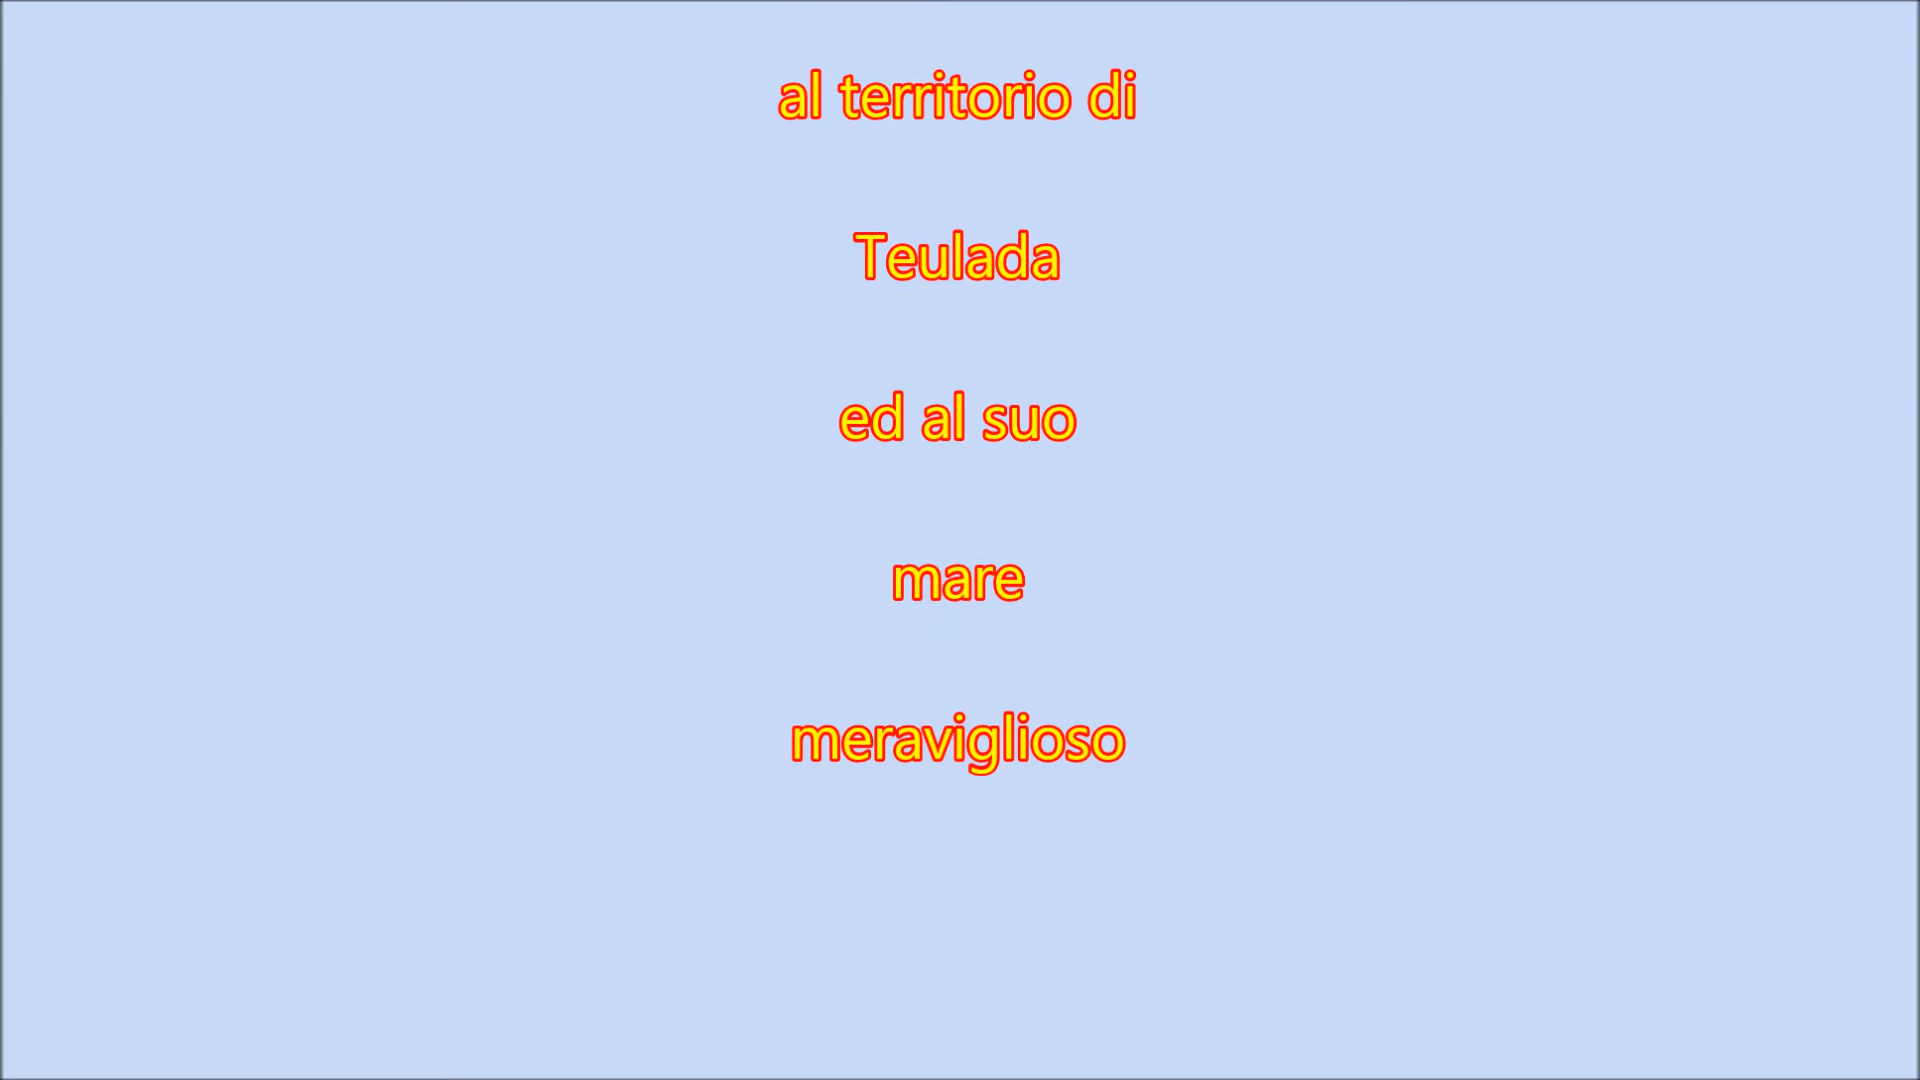 al territorio di
Teulada
ed al suo
mare
meraviglioso